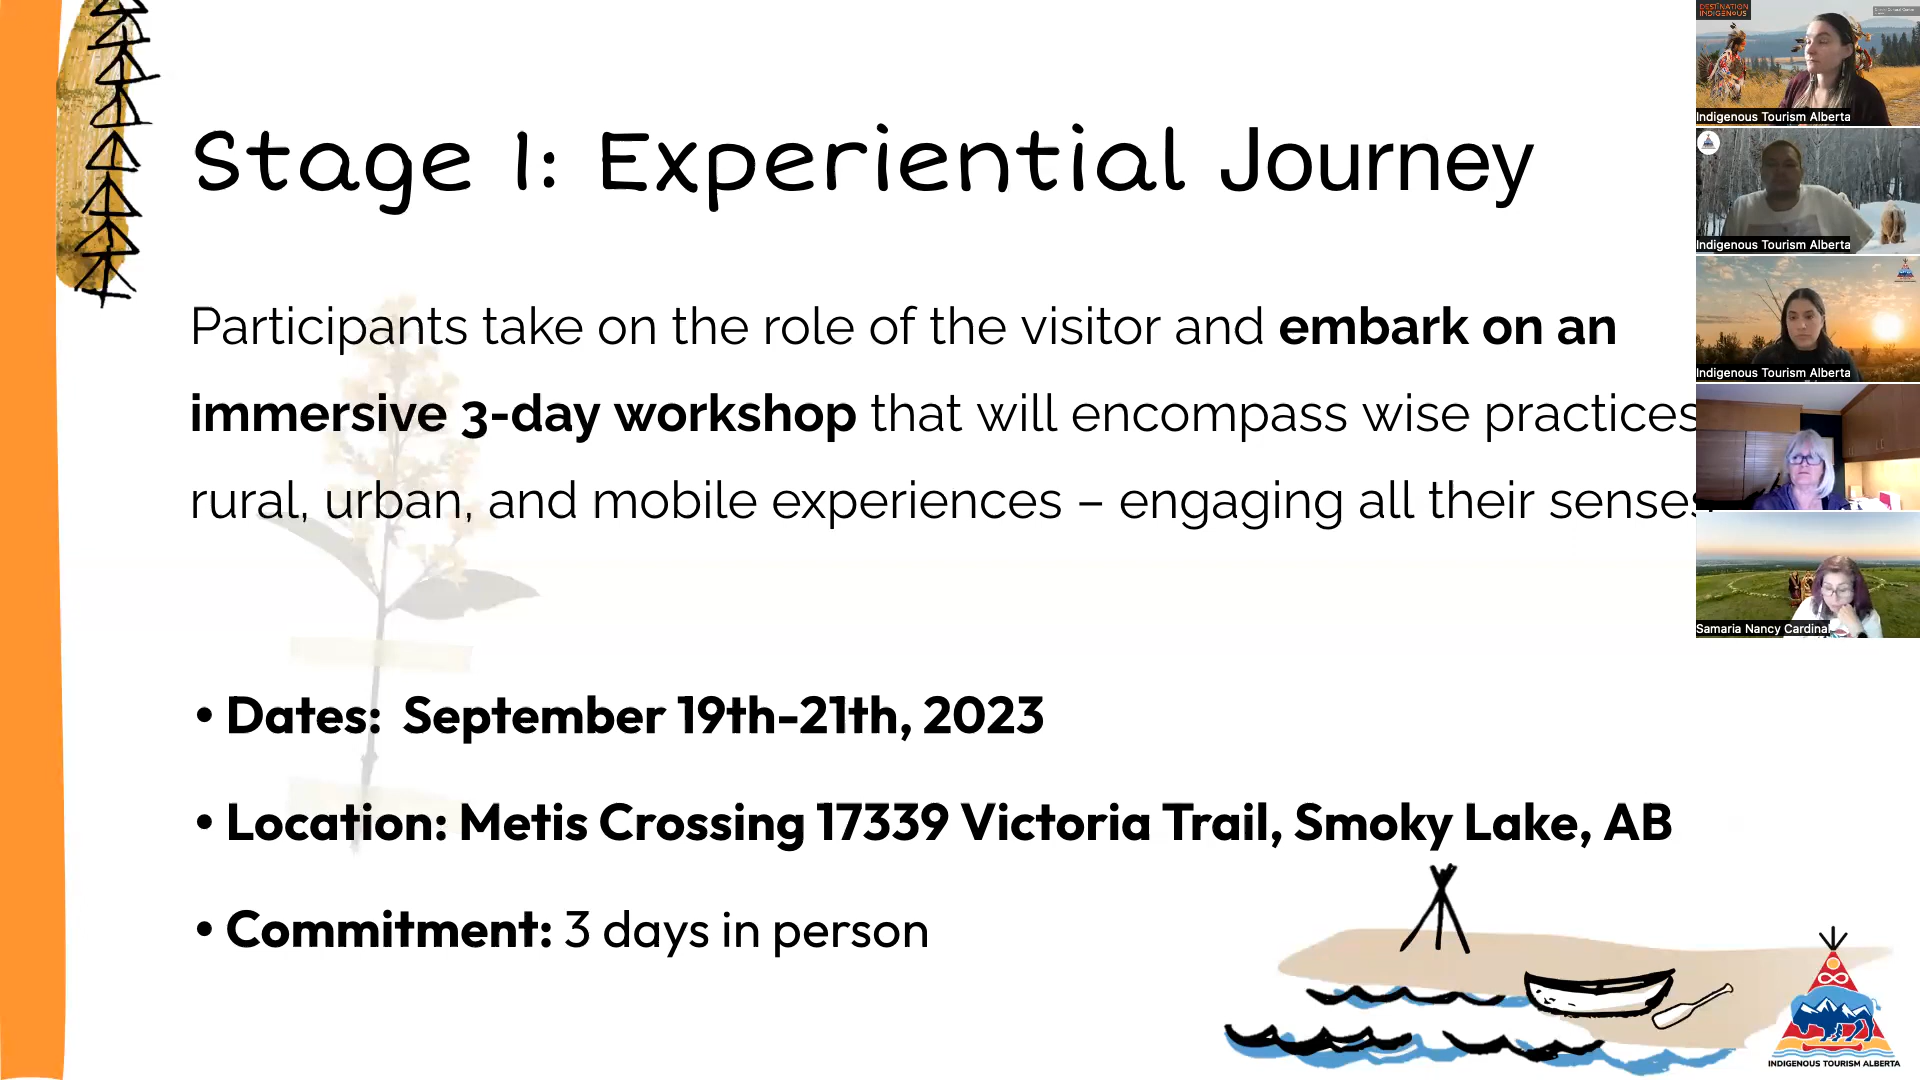 Stage 1: Experiential Journey
Participants take on the role of the visitor and embark on an
immersive 3-day workshop that will encompass wise practices
rural, urban, and mobile experiences – engaging all their senses
• Dates: September 19th-21th, 2023
• Location: Metis Crossing 17339 Victoria Trail, Smoky Lake, AB
• Commitment: 3 days in person
INDIGENOUS TOURISM ALBERTA
DESTINATION
INDIGENOUS
Indigenous Tourism Alberta
Indigenous Tourism Alberta
Indigenous Tourism Alberta
Samaria Nancy Cardinal